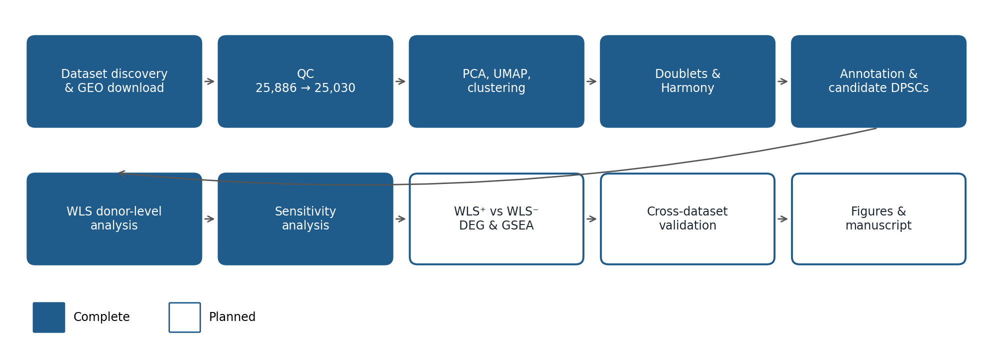 Dataset discovery
& GEO download
QC
25,886 → 25,030
PCA, UMAP,
clustering
Doublets &
Harmony
Annotation &
candidate DPSCs
WLS donor-level
analysis
Sensitivity
analysis
WLS⁺ vs WLS⁻
DEG & GSEA
Cross-dataset
validation
Figures &
manuscript
Complete
Planned